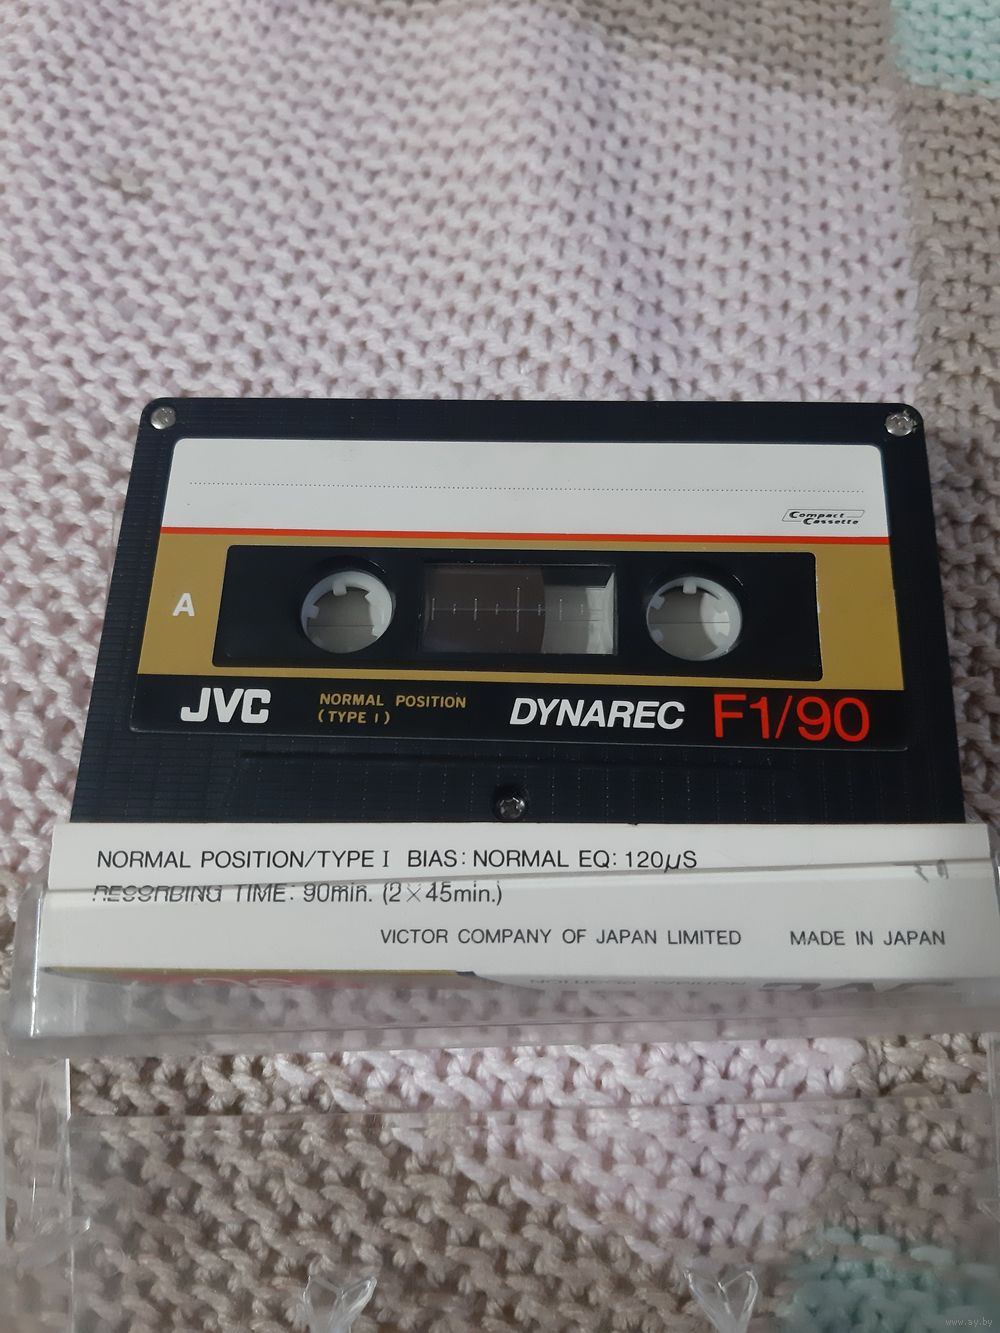 Compact
Cassette
A
JVC
NORMAL POSITION
(TYPE I)
DYNAREC F1/90
NORMAL POSITION/TYPE I BIAS: NORMAL EQ: 120μS
RECORDING TIME: 90min. (2×45min.)
VICTOR COMPANY OF JAPAN LIMITED MADE IN JAPAN
www.ay.by